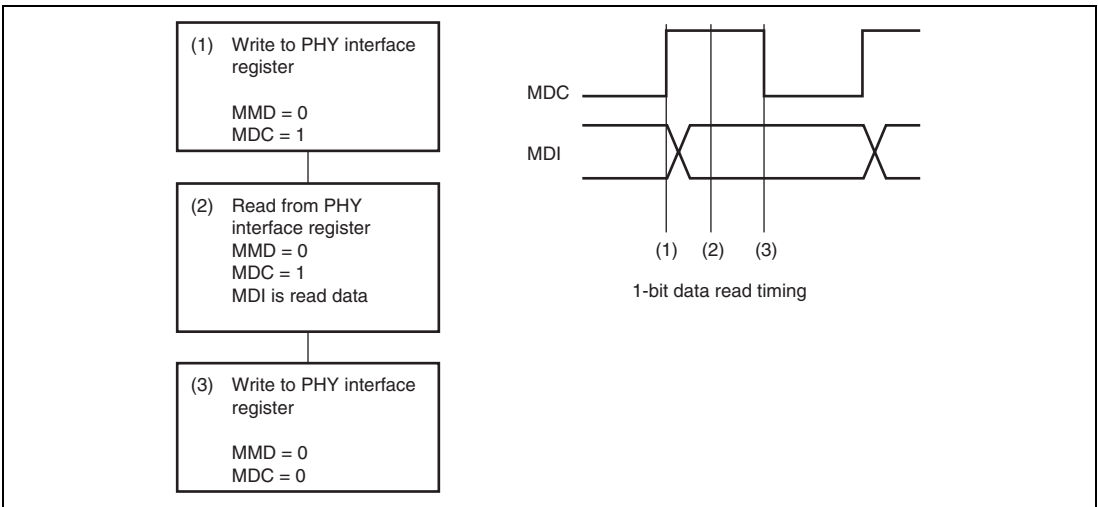 (1) Write to PHY interface
register
MMD = 0
MDC = 1
(2) Read from PHY
interface register
MMD = 0
MDC = 1
MDI is read data
(3) Write to PHY interface
register
MMD = 0
MDC = 0
MDC
MDI
(1) (2) (3)
1-bit data read timing